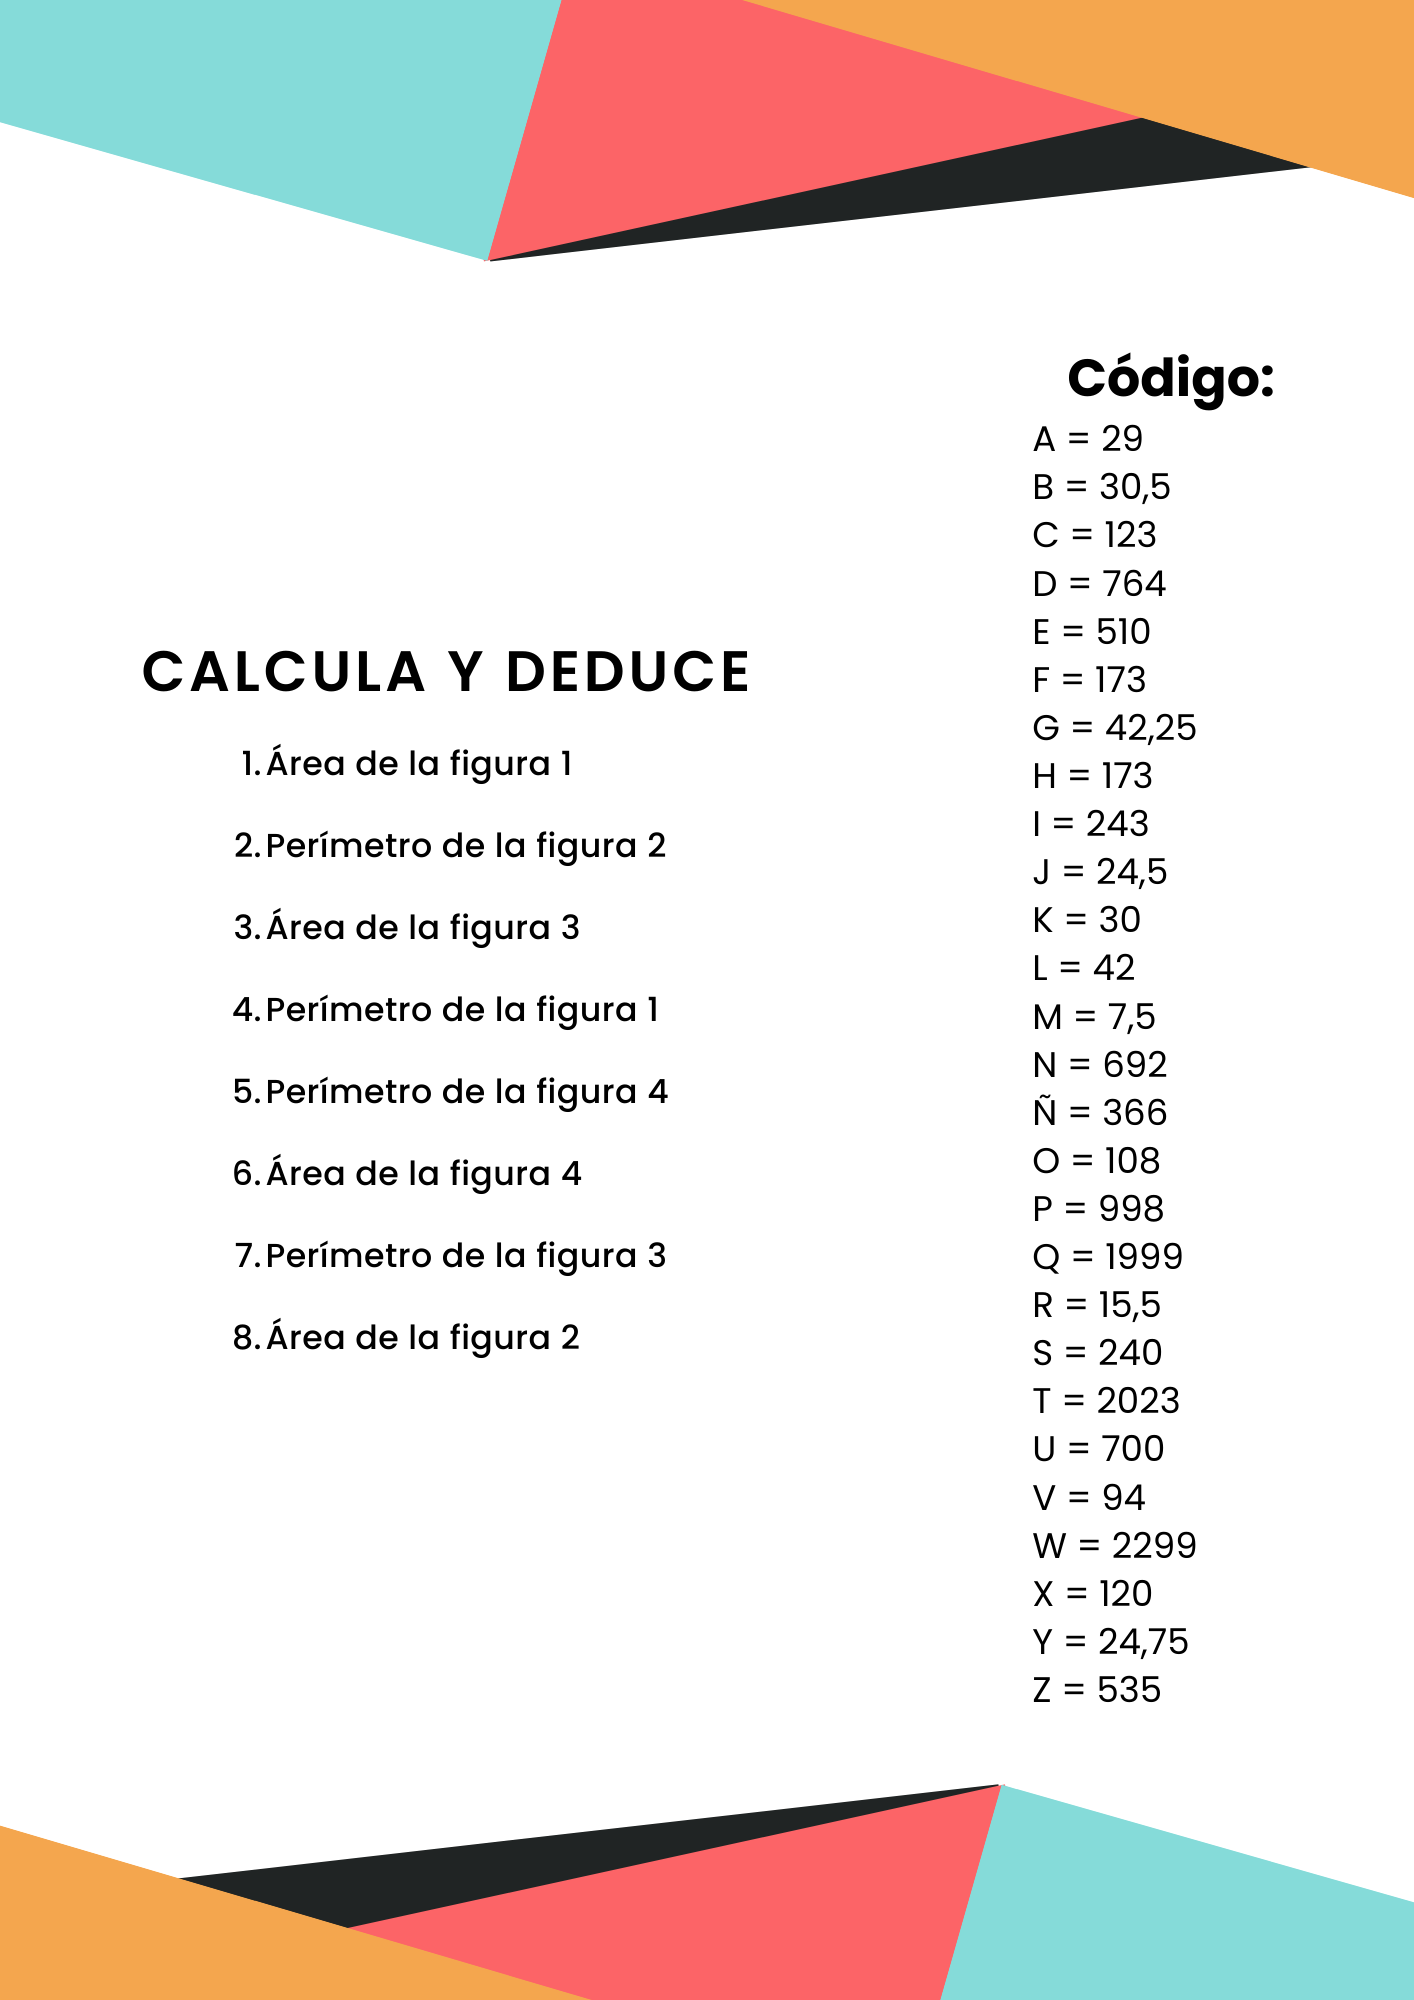 CALCULA Y DEDUCE
1. Área de la figura 1
2. Perímetro de la figura 2
3. Área de la figura 3
4. Perímetro de la figura 1
5. Perímetro de la figura 4
6. Área de la figura 4
7. Perímetro de la figura 3
8. Área de la figura 2
Código:
A = 29
B = 30,5
C = 123
D = 764
E = 510
F = 173
G = 42,25
H = 173
I = 243
J = 24,5
K = 30
L = 42
M = 7,5
N = 692
Ñ = 366
O = 108
P = 998
Q = 1999
R = 15,5
S = 240
T = 2023
U = 700
V = 94
W = 2299
X = 120
Y = 24,75
Z = 535